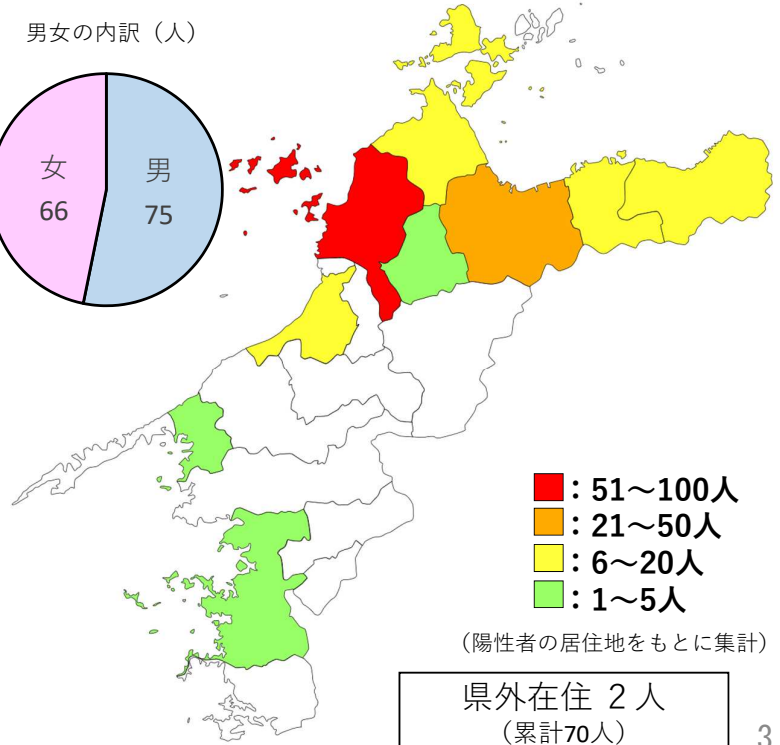 男女の内訳（人）
女
66
男
75
：51～100人
：21～50人
：6～20人
：1～5人
（陽性者の居住地をもとに集計）
県外在住 2人
（累計70人）
3